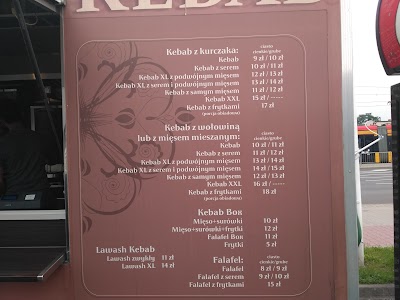 KEBAB
Kebab z kurczaka: ciasto cienkie/grube
Kebab 9 zł / 10 zł
Kebab z serem 10 zł / 11 zł
Kebab XL z podwójnym mięsem 12 zł / 13 zł
Kebab XL z serem i podwójnym mięsem 13 zł / 14 zł
Kebab z samym mięsem 11 zł / 12 zł
Kebab XXL 15 zł / ------
Kebab z frytkami 17 zł
(porcja obiadowa)
Kebab z wołowiną ciasto
lub z mięsem mieszanym: cienkie/grube
Kebab 10 zł / 11 zł
Kebab z serem 11 zł / 12 zł
Kebab XL z podwójnym mięsem 13 zł / 14 zł
Kebab XL z serem i podwójnym mięsem 14 zł / 15 zł
Kebab z samym mięsem 12 zł / 13 zł
Kebab XXL 16 zł / -----
Kebab z frytkami 18 zł
(porcja obiadowa)
Kebab Box
Mięso+surówki 10 zł
Mięso+surówki+frytki 12 zł
Falafel Box 11 zł
Frytki 5 zł
Lawash Kebab
Lawash zwykły 11 zł
Lawash XL 14 zł
Falafel: ciasto cienkie/grube
Falafel 8 zł / 9 zł
Falafel z serem 9 zł / 10 zł
Falafel z frytkami 15 zł